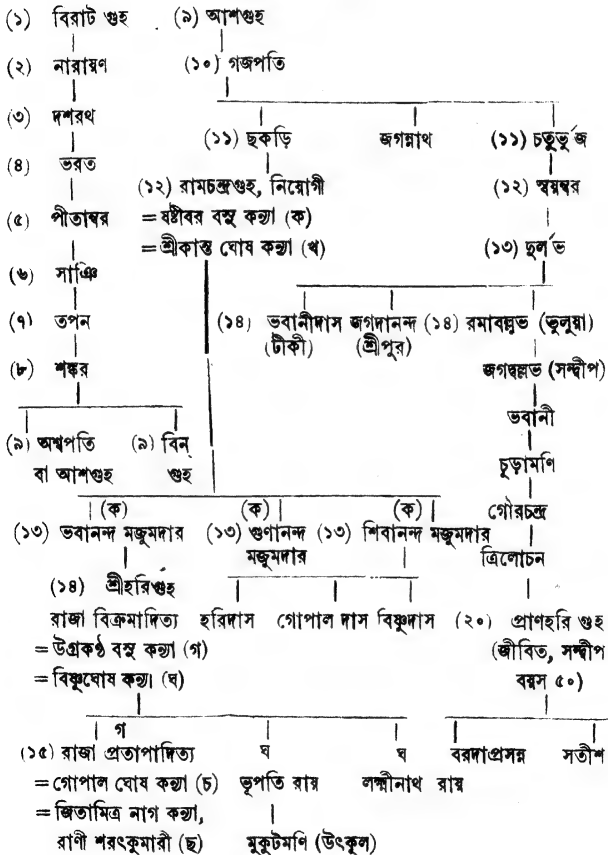 (১) বিরাট গুহ (৯) আশগুহ
(২) নারায়ণ (১০) গজপতি
(৩) দশরথ
(১১) ছকড়ি জগন্নাথ (১১) চতুর্ভুজ
(৪) ভরত
(১২) রামচন্দ্রগুহ, নিয়োগী (১২) স্বয়ম্বর
(৫) পীতাম্বর = ষষ্ঠীবর বসু কন্যা (ক)
= শ্রীকান্ত ঘোষ কন্যা (খ) (১৩) দুর্লভ
(৬) সাঞি
(৭) তপন (১৪) ভবানীদাস জগদানন্দ (১৪) রমাবল্লভ (ভুলুয়া)
(টাকী) (শ্রীপুর)
(৮) শঙ্কর জগদ্বল্লভ (সন্দ্বীপ)
ভবানী
(৯) অশ্বপতি (৯) বিন্
বা আশগুহ গুহ চূড়ামণি
(ক) (ক) (ক) গৌরচন্দ্র
(১৩) ভবানন্দ মজুমদার (১৩) গুণানন্দ (১৩) শিবানন্দ মজুমদার
মজুমদার ত্রিলোচন
(১৪) শ্রীহরিগুহ
রাজা বিক্রমাদিত্য হরিদাস গোপাল দাস বিষ্ণুদাস (২০) প্রাণহরি গুহ
= উগ্রকণ্ঠ বসু কন্যা (গ) (জীবিত, সন্দ্বীপ
= বিষ্ণুঘোষ কন্যা (ঘ) বয়স ৫০)
গ
(১৫) রাজা প্রতাপাদিত্য ঘ ঘ বরদাপ্রসন্ন সতীশ
= গোপাল ঘোষ কন্যা (চ) ভূপতি রায় লক্ষ্মীনাথ রায়
= জিতামিত্র নাগ কন্যা,
রাণী শরৎকুমারী (ছ) মুকুটমণি (উৎকূল)